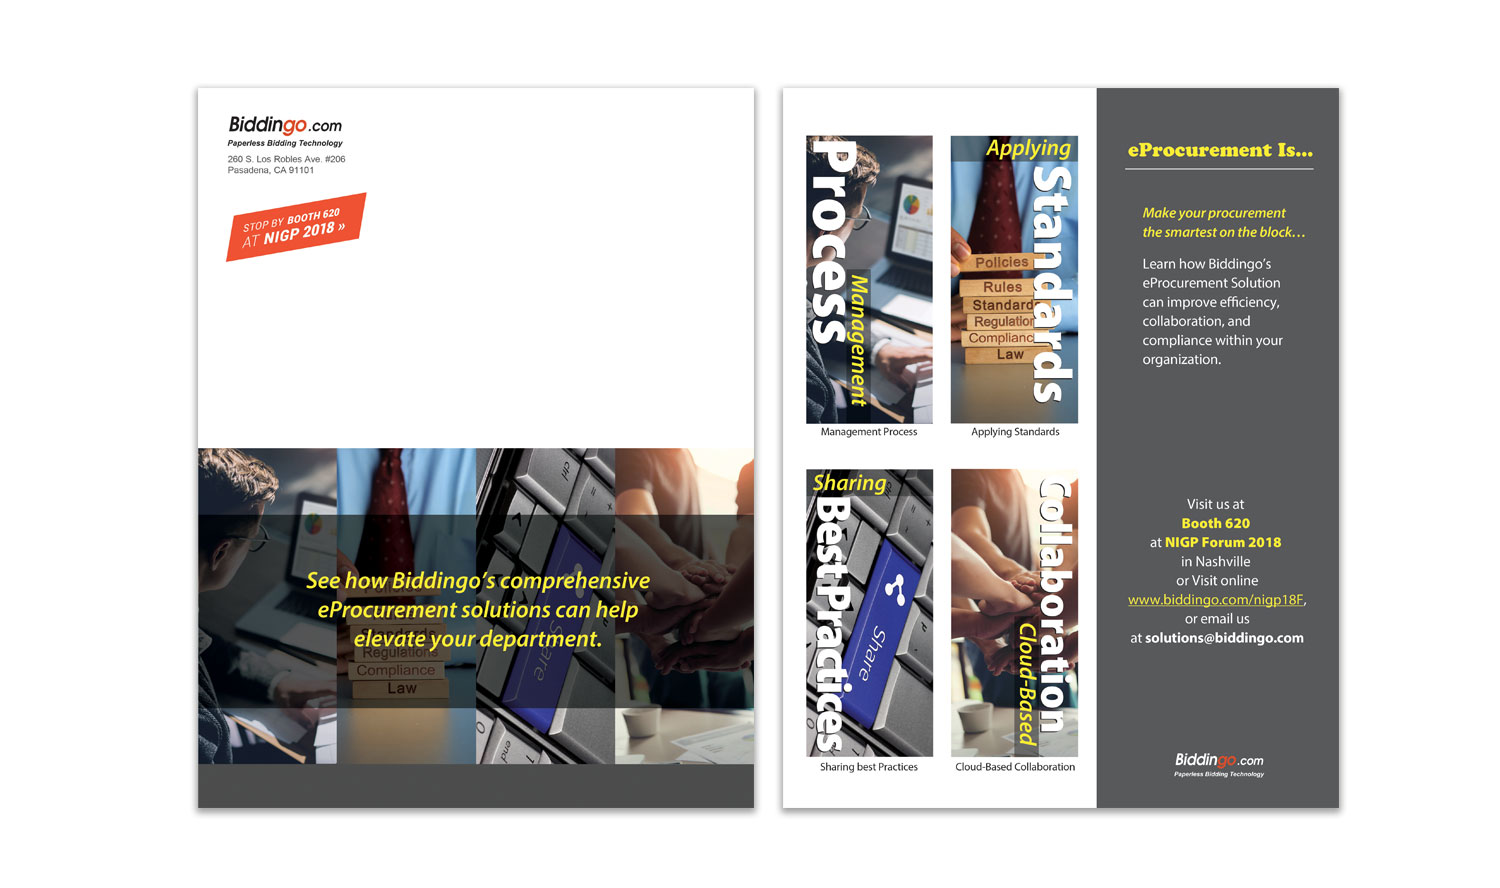 Biddingo.com
Paperless Bidding Technology
260 S. Los Robles Ave. #206
Pasadena, CA 91101
STOP BY BOOTH 620
AT NIGP 2018 »
See how Biddingo's comprehensive
eProcurement solutions can help
elevate your department.
Policies
Standards
Regulations
Compliance
Law
ctrl
Share
end
Process
Management
Management Process
Applying
Standards
Policies
Rules
Standard
Regulation
Complianc
Law
Applying Standards
Sharing
Best Practices
Share
end
Sharing best Practices
Collaboration
Cloud-Based
Cloud-Based Collaboration
eProcurement Is...
Make your procurement
the smartest on the block…
Learn how Biddingo's
eProcurement Solution
can improve efficiency,
collaboration, and
compliance within your
organization.
Visit us at
Booth 620
at NIGP Forum 2018
in Nashville
or Visit online
www.biddingo.com/nigp18F,
or email us
at solutions@biddingo.com
Biddingo.com
Paperless Bidding Technology